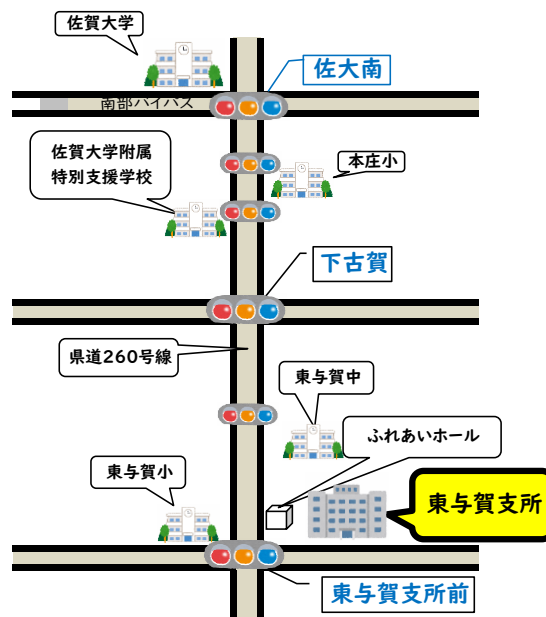 佐賀大学
佐大南
南部バイパス
佐賀大学附属
特別支援学校
本庄小
下古賀
県道260号線
東与賀中
ふれあいホール
東与賀小
東与賀支所
東与賀支所前